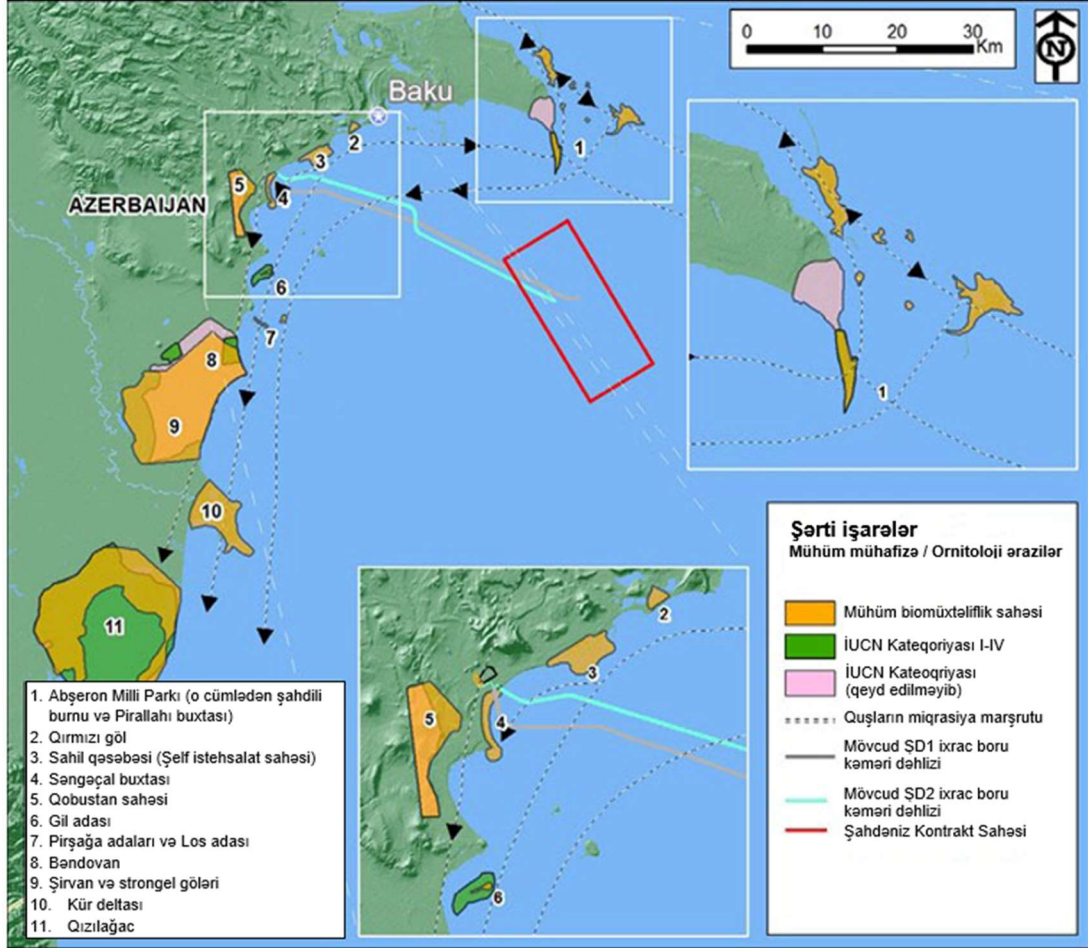 Baku
AZERBAIJAN
0 10 20 30 Km
N
1
2
3
4
5
6
7
8
9
10
11
1
2
3
4
5
6
1. Abşeron Milli Parkı (o cümlədən şahdili
burnu və Pirallahı buxtası)
2. Qırmızı göl
3. Sahil qəsəbəsi (Şelf istehsalat sahəsi)
4. Səngəçal buxtası
5. Qobustan sahəsi
6. Gil adası
7. Pirşağa adaları və Los adası
8. Bəndovan
9. Şirvan və strongel göləri
10. Kür deltası
11. Qızılağac
Şərti işarələr
Mühüm mühafizə / Ornitoloji ərazilər
Mühüm biomüxtəliflik sahəsi
İUCN Kateqoriyası I-IV
İUCN Kateoqriyası
(qeyd edilməyib)
Quşların miqrasiya marşrutu
Mövcud ŞD1 ixrac boru
kəməri dəhlizi
Mövcud ŞD2 ixrac boru
kəməri dəhlizi
Şahdəniz Kontrakt Sahəsi